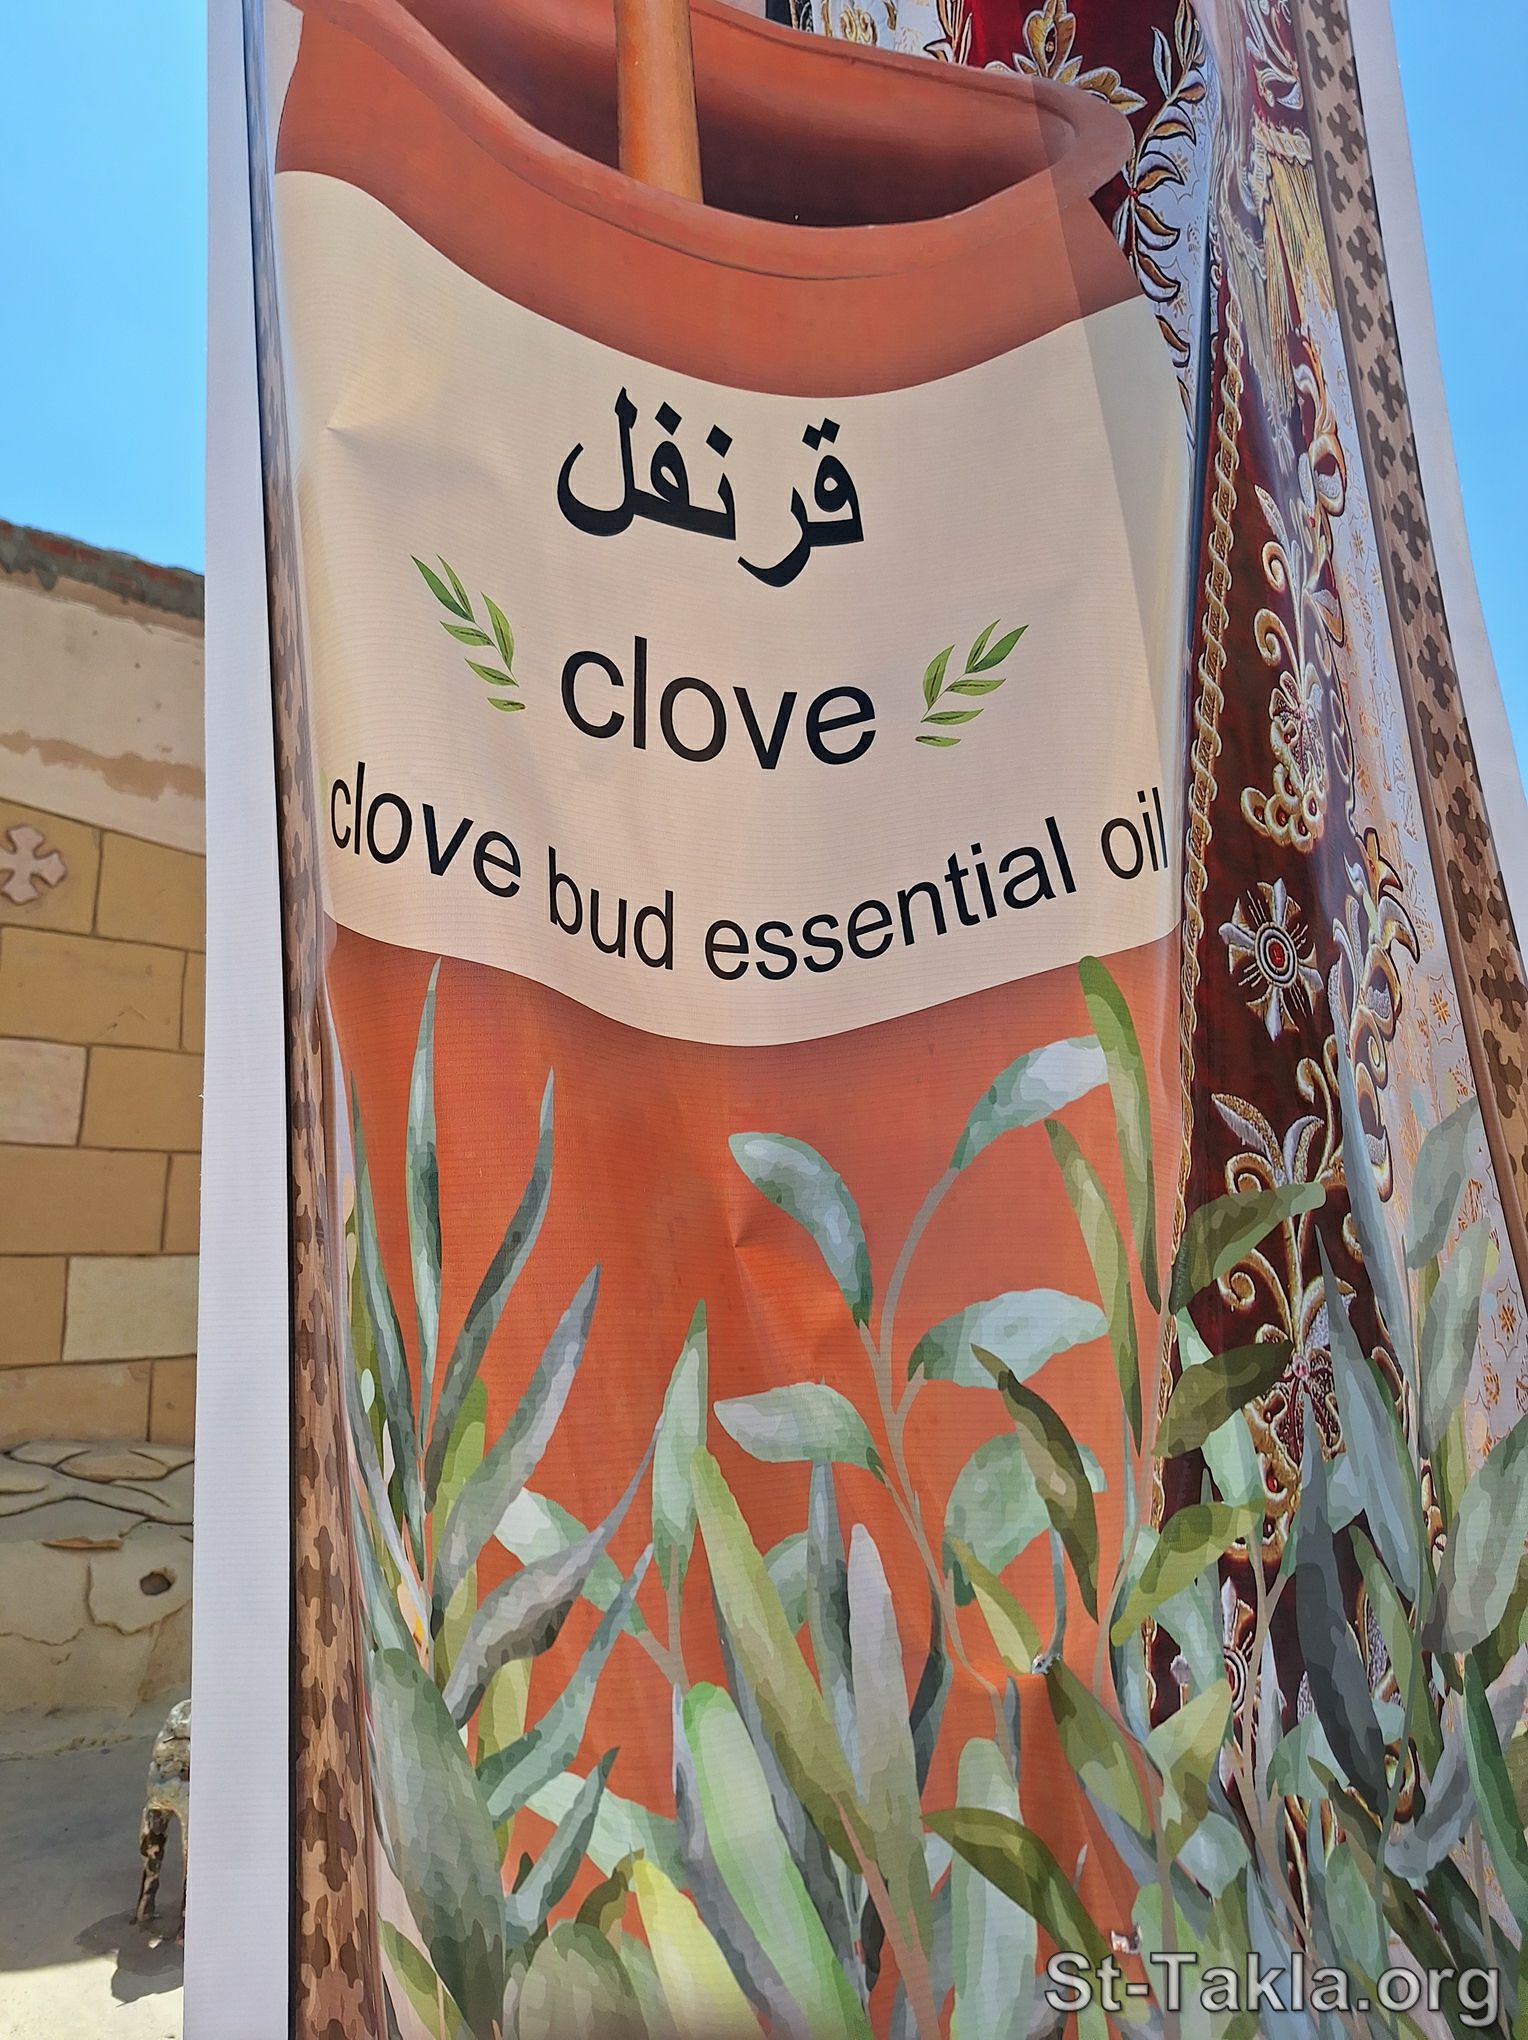 قرنفل
clove
clove bud essential oil
St-Takla.org